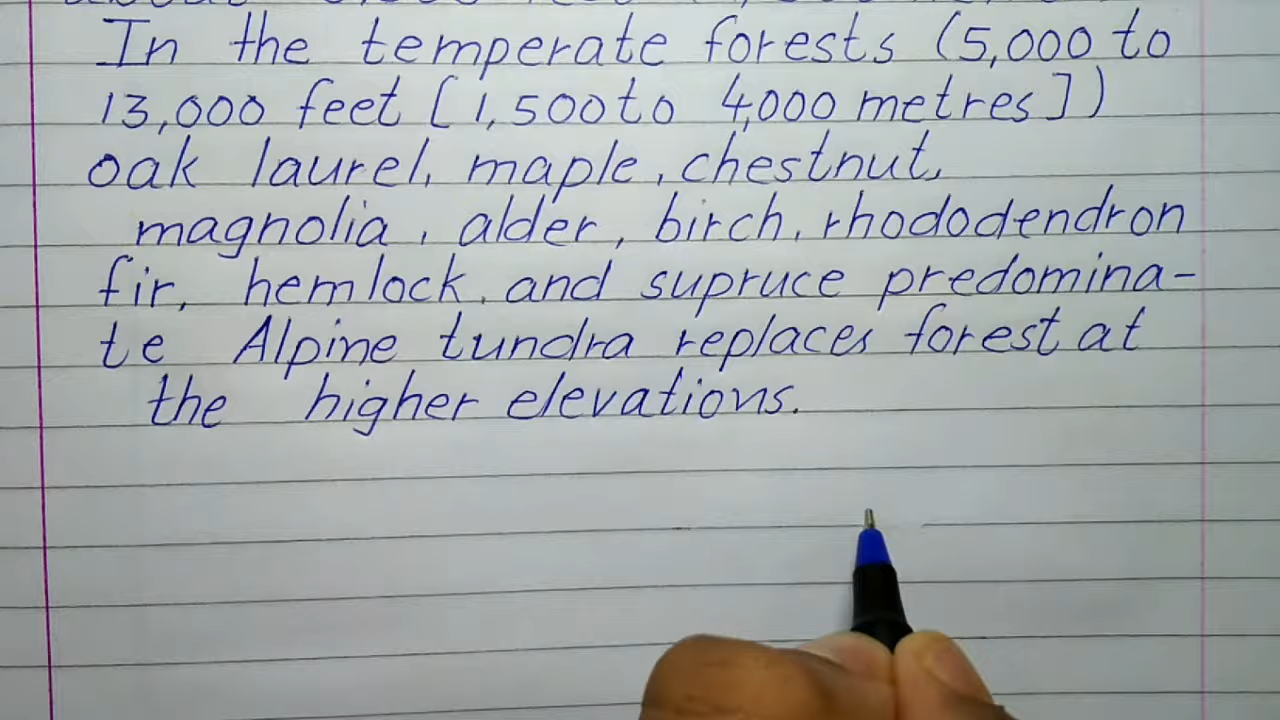 In the temperate forests (5,000 to
13,000 feet [1,500 to 4,000 metres])
oak laurel, maple, chestnut,
magnolia, alder, birch, rhododendron
fir, hemlock, and supruce predomina-
te Alpine tundra replaces forest at
the higher elevations.